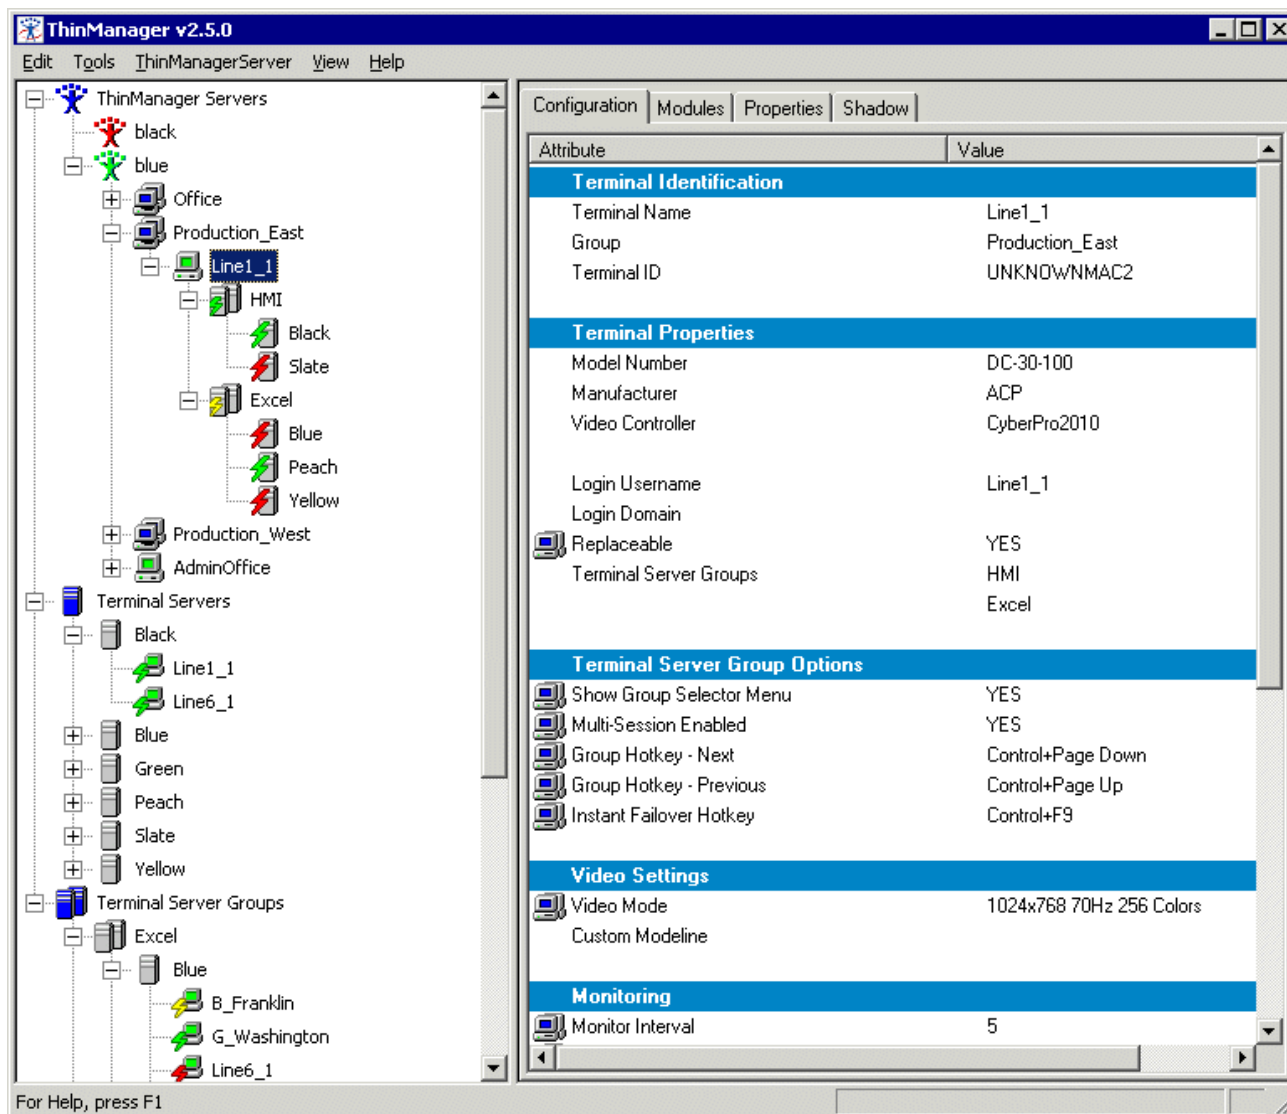 ThinManager v2.5.0
Edit Tools ThinManagerServer View Help
ThinManager Servers
black
blue
Office
Production_East
Line1_1
HMI
Black
Slate
Excel
Blue
Peach
Yellow
Production_West
AdminOffice
Terminal Servers
Black
Line1_1
Line6_1
Blue
Green
Peach
Slate
Yellow
Terminal Server Groups
Excel
Blue
B_Franklin
G_Washington
Line6_1
Configuration Modules Properties Shadow
Attribute Value
Terminal Identification
Terminal Name Line1_1
Group Production_East
Terminal ID UNKNOWNMAC2
Terminal Properties
Model Number DC-30-100
Manufacturer ACP
Video Controller CyberPro2010
Login Username Line1_1
Login Domain
Replaceable YES
Terminal Server Groups HMI
Excel
Terminal Server Group Options
Show Group Selector Menu YES
Multi-Session Enabled YES
Group Hotkey - Next Control+Page Down
Group Hotkey - Previous Control+Page Up
Instant Failover Hotkey Control+F9
Video Settings
Video Mode 1024x768 70Hz 256 Colors
Custom Modeline
Monitoring
Monitor Interval 5
For Help, press F1